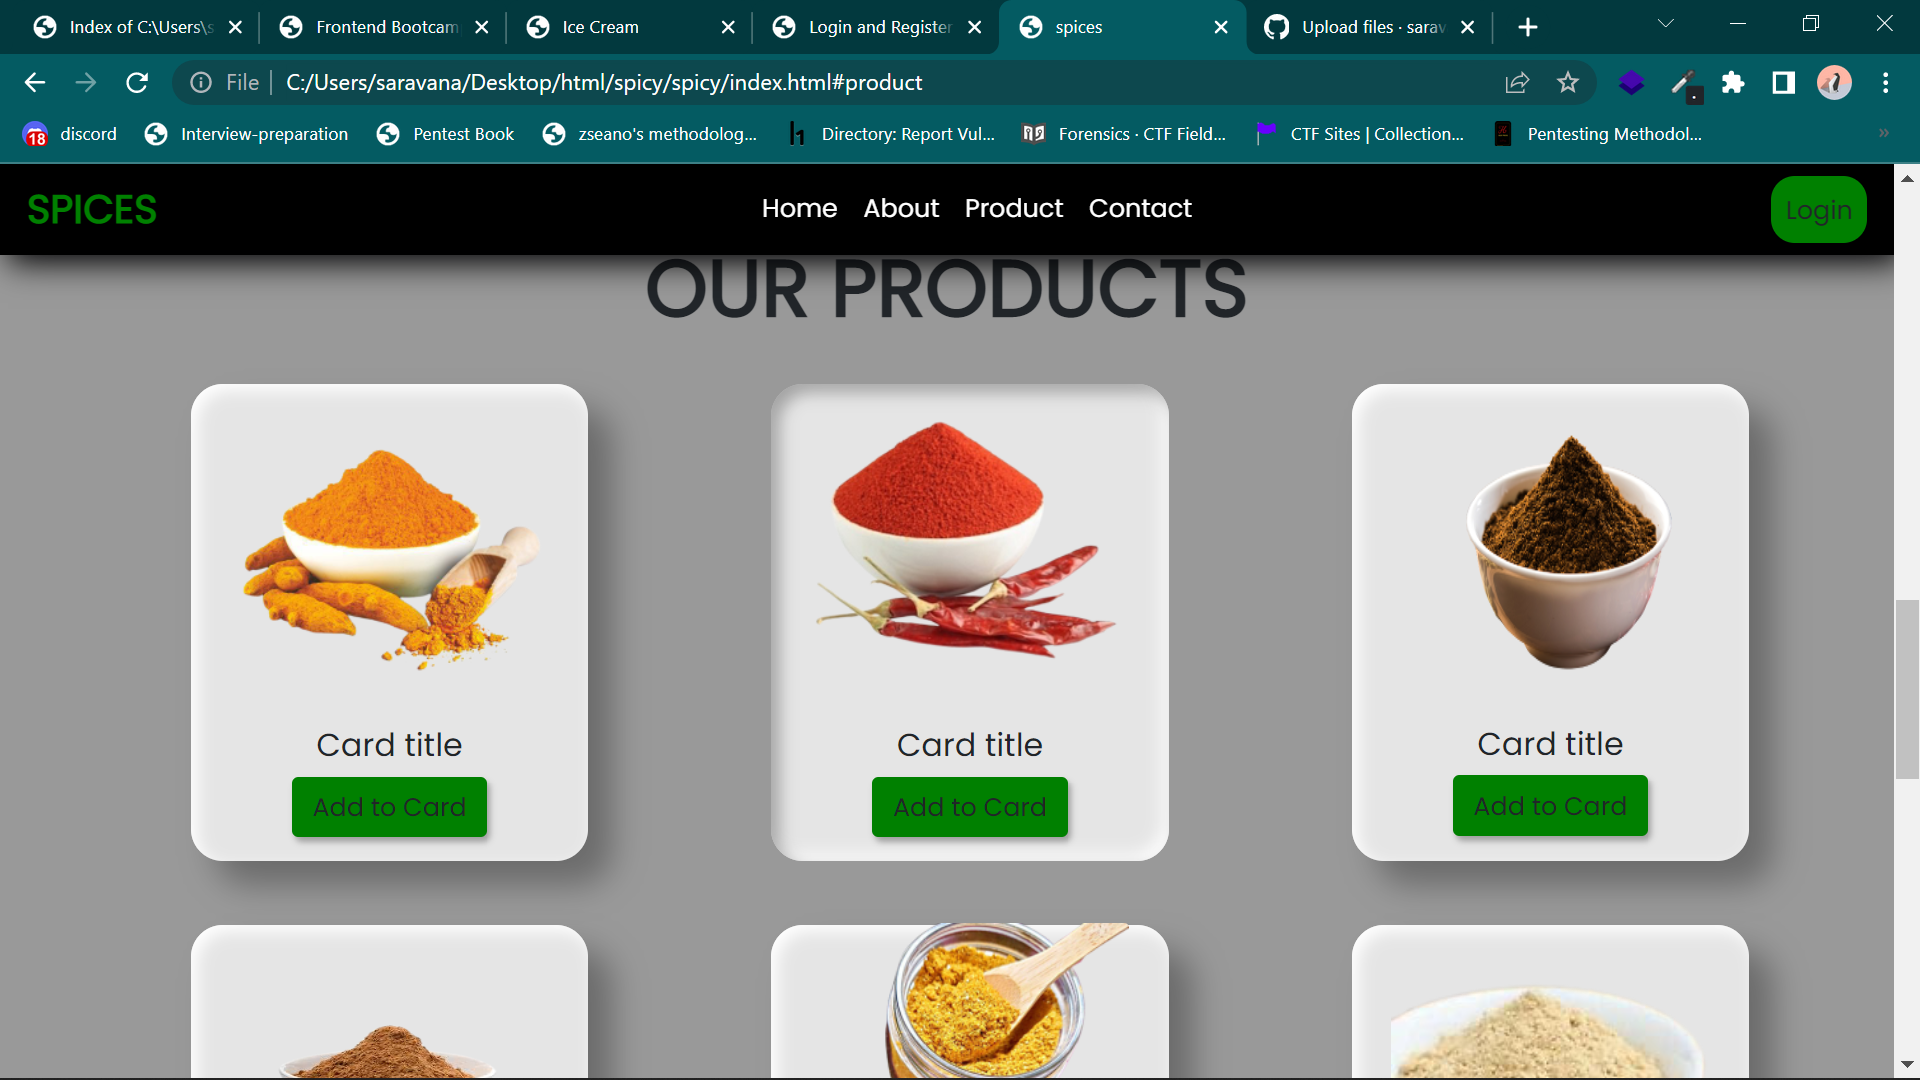 Index of C:\Users\s
Frontend Bootcam
Ice Cream
Login and Register
spices
Upload files · sarav
File
C:/Users/saravana/Desktop/html/spicy/spicy/index.html#product
18
discord
Interview-preparation
Pentest Book
zseano's methodolog...
h1
Directory: Report Vul...
Forensics · CTF Field...
CTF Sites | Collection...
Pentesting Methodol...
»
SPICES
Home
About
Product
Contact
Login
OUR PRODUCTS
Card title
Add to Card
Card title
Add to Card
Card title
Add to Card